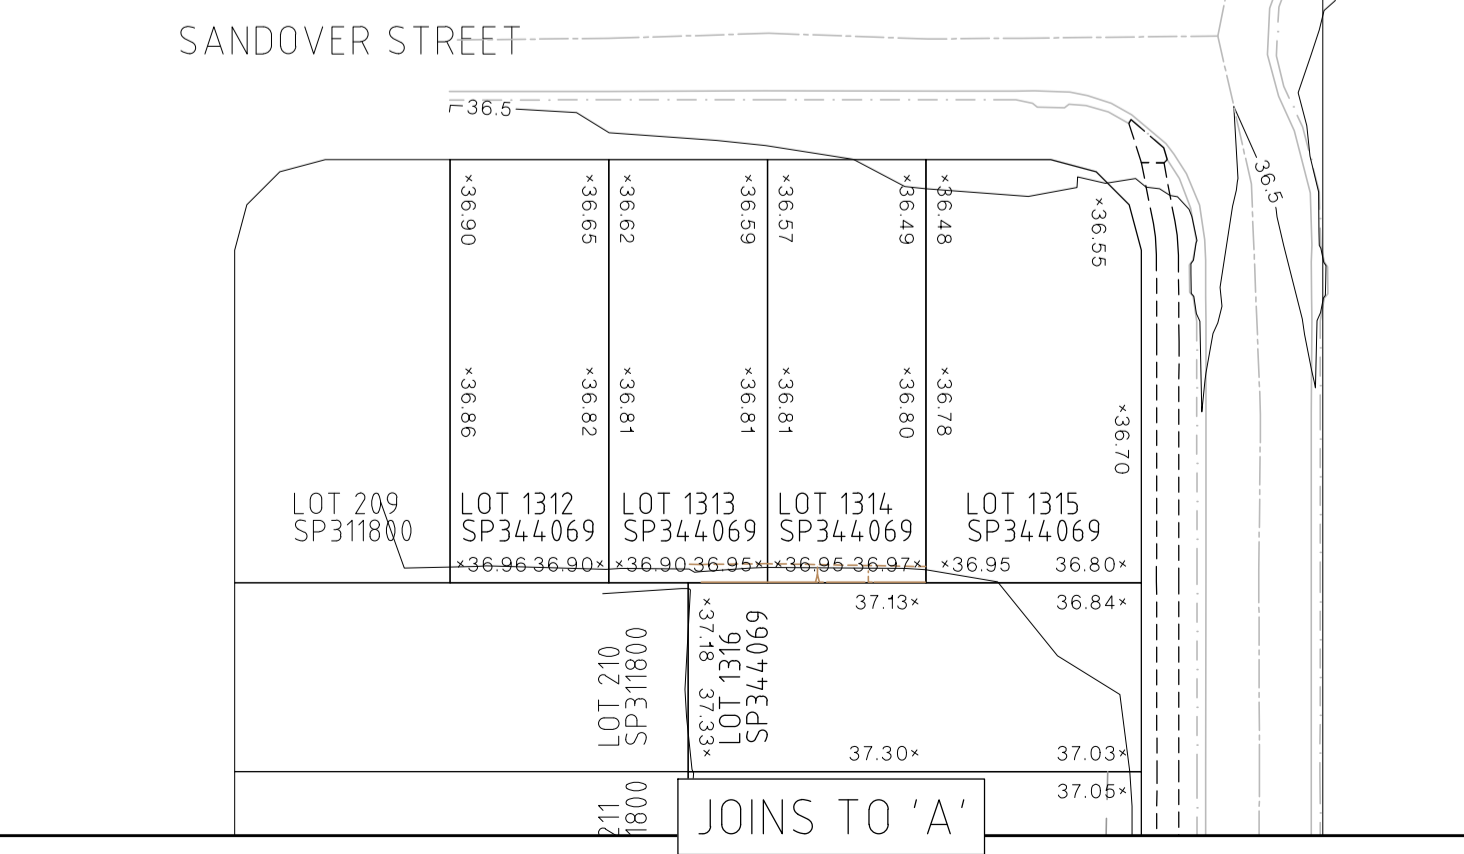 SANDOVER STREET
36.5
36.5
×36.90
×36.65
×36.62
×36.59
×36.57
×36.49
×36.48
×36.55
×36.86
×36.82
×36.81
×36.81
×36.81
×36.80
×36.78
×36.70
LOT 209
SP311800
LOT 1312
SP344069
LOT 1313
SP344069
LOT 1314
SP344069
LOT 1315
SP344069
×36.96 36.90×
×36.90 36.95×
×36.95 36.97×
×36.95
36.80×
37.13×
36.84×
LOT 210
SP311800
×37.18
37.33×
LOT 1316
SP344069
37.30×
37.03×
37.05×
211
1800
JOINS TO 'A'